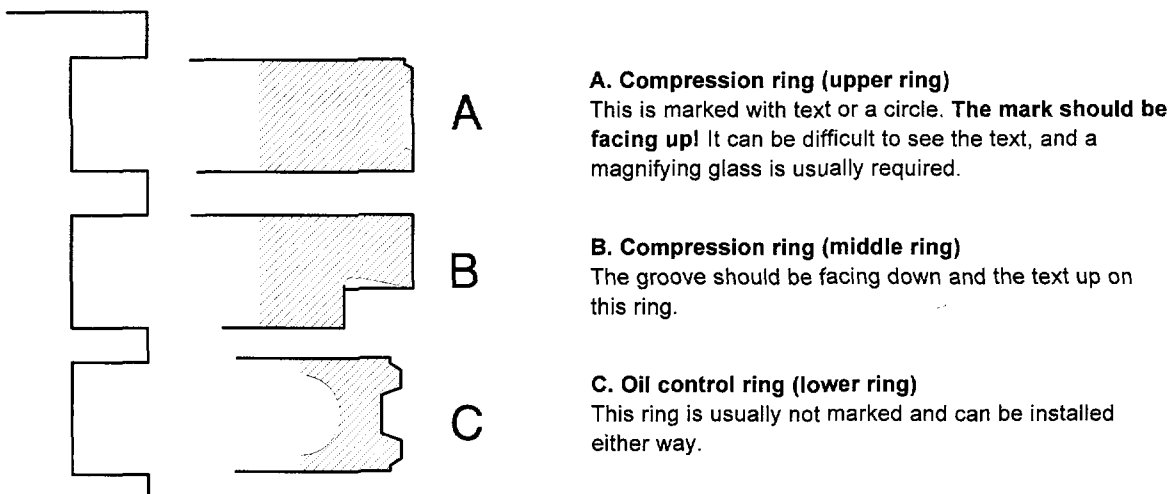 A
A. Compression ring (upper ring)
This is marked with text or a circle. The mark should be
facing up! It can be difficult to see the text, and a
magnifying glass is usually required.
B
B. Compression ring (middle ring)
The groove should be facing down and the text up on
this ring.
C
C. Oil control ring (lower ring)
This ring is usually not marked and can be installed
either way.